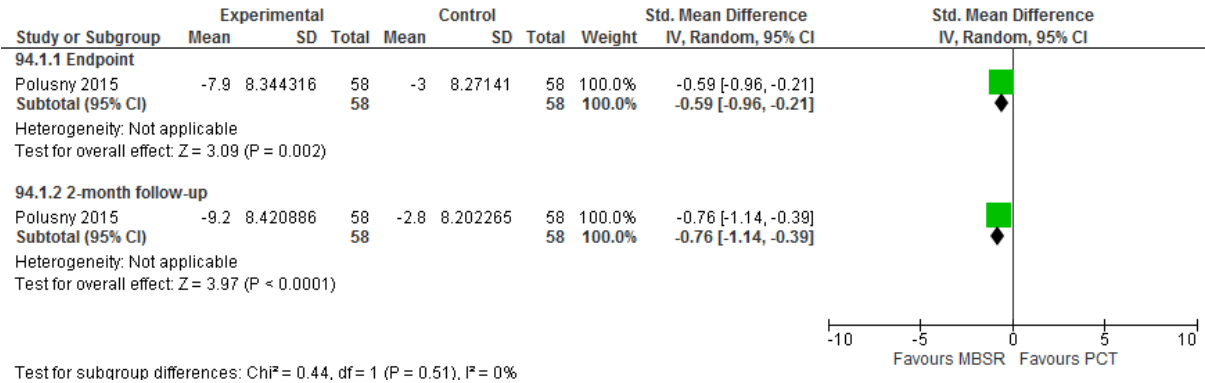 Experimental Control Std. Mean Difference Std. Mean Difference
Study or Subgroup Mean SD Total Mean SD Total Weight IV, Random, 95% CI IV, Random, 95% CI
94.1.1 Endpoint
Polusny 2015 -7.9 8.344316 58 -3 8.27141 58 100.0% -0.59 [-0.96, -0.21]
Subtotal (95% CI) 58 58 100.0% -0.59 [-0.96, -0.21]
Heterogeneity: Not applicable
Test for overall effect: Z = 3.09 (P = 0.002)
94.1.2 2-month follow-up
Polusny 2015 -9.2 8.420886 58 -2.8 8.202265 58 100.0% -0.76 [-1.14, -0.39]
Subtotal (95% CI) 58 58 100.0% -0.76 [-1.14, -0.39]
Heterogeneity: Not applicable
Test for overall effect: Z = 3.97 (P < 0.0001)
-10 -5 0 5 10
Favours MBSR Favours PCT
Test for subgroup differences: Chi² = 0.44, df = 1 (P = 0.51), I² = 0%